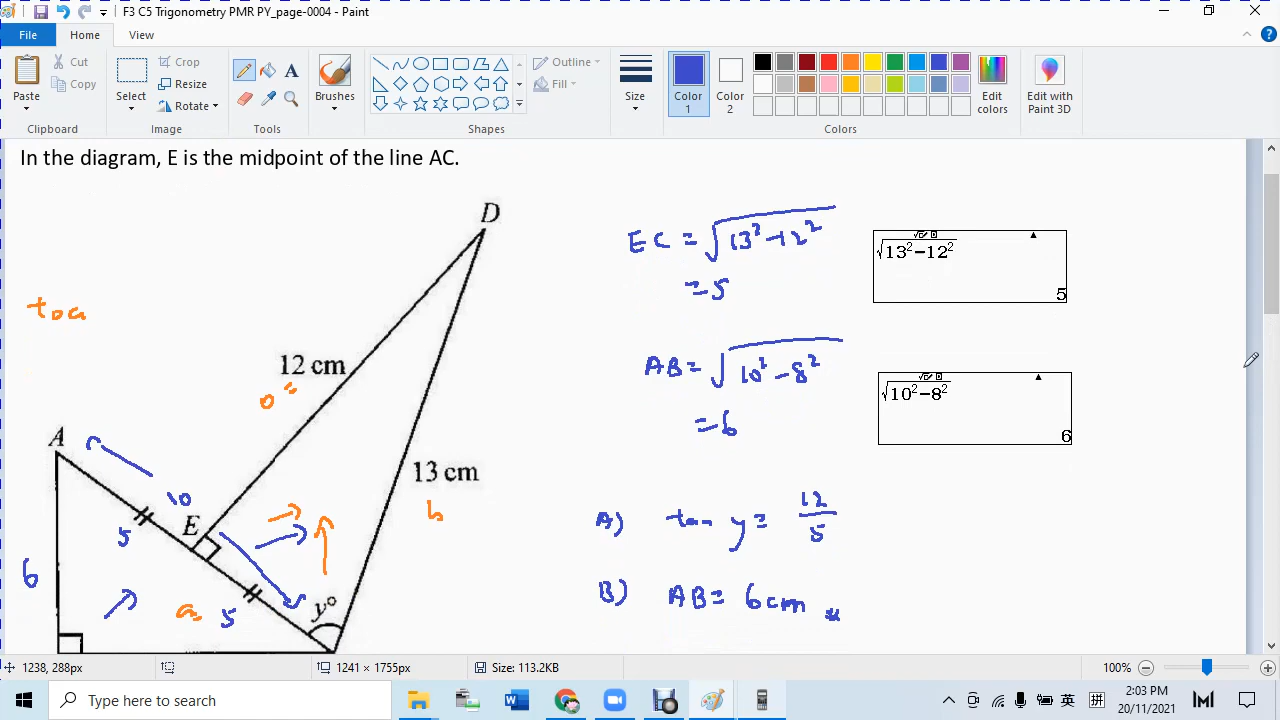 F3 C5 Trigonometry PMR PY_page-0004 - Paint
File Home View
Paste Cut Copy Clipboard
Select Crop Resize Rotate Image
Tools
Brushes
Shapes Outline Fill
Size
Color 1 Color 2 Colors
Edit colors
Edit with Paint 3D
In the diagram, E is the midpoint of the line AC.
D
12 cm
13 cm
A
E
y°
toa
o
h
a
10
5
5
6
EC = √13²-12²
= 5
AB = √10²-8²
= 6
√13²−12²
5
√10²−8²
6
A) tan y = 12/5
B) AB = 6cm
1238, 288px
1241 × 1755px
Size: 113.2KB
100%
Type here to search
英 拼
2:03 PM
20/11/2021